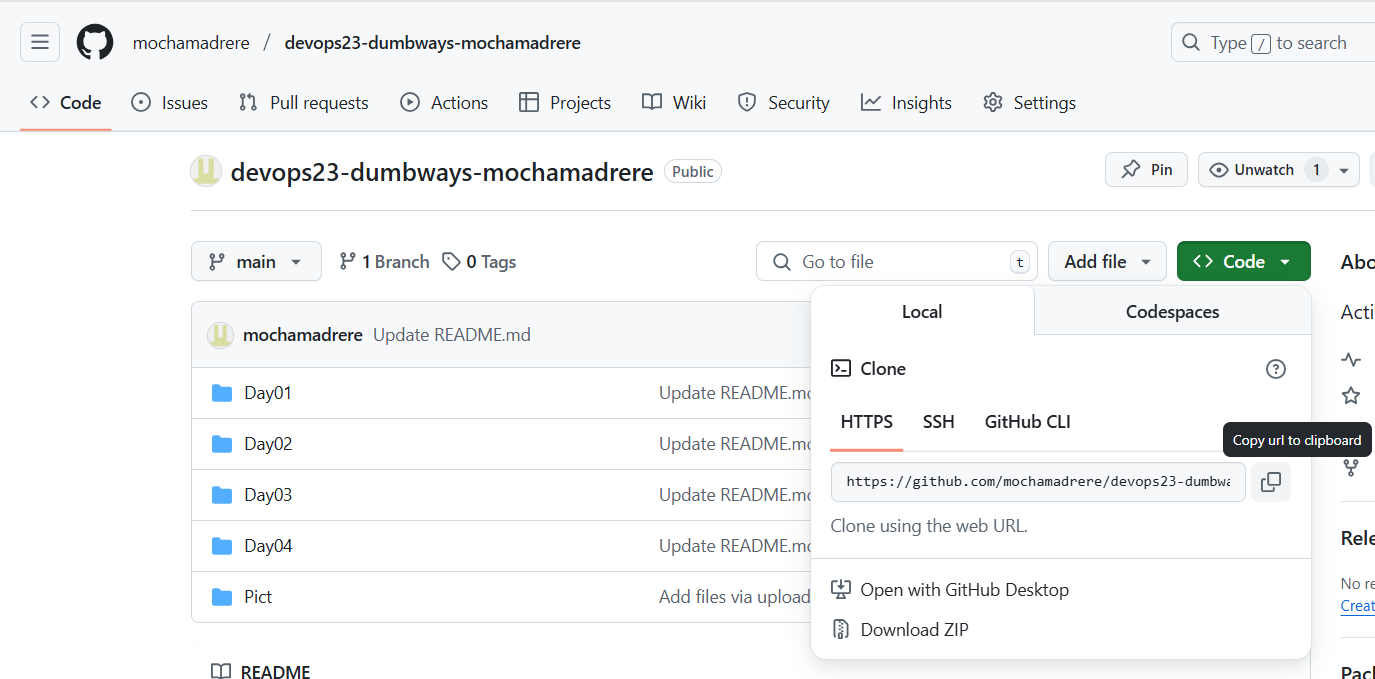 mochamadrere / devops23-dumbways-mochamadrere
Type / to search
Code Issues Pull requests Actions Projects Wiki Security Insights Settings
devops23-dumbways-mochamadrere Public
Pin
Unwatch 1
main
1 Branch
0 Tags
Go to file t
Add file
Code
Abo
Local
Codespaces
Acti
mochamadrere Update README.md
Clone
Day01 Update README.m
HTTPS SSH GitHub CLI
Copy url to clipboard
Day02 Update README.m
https://github.com/mochamadrere/devops23-dumbwa
Day03 Update README.m
Clone using the web URL.
Day04 Update README.m
Rele
No re
Creat
Pict Add files via upload
Open with GitHub Desktop
Download ZIP
README
Pack